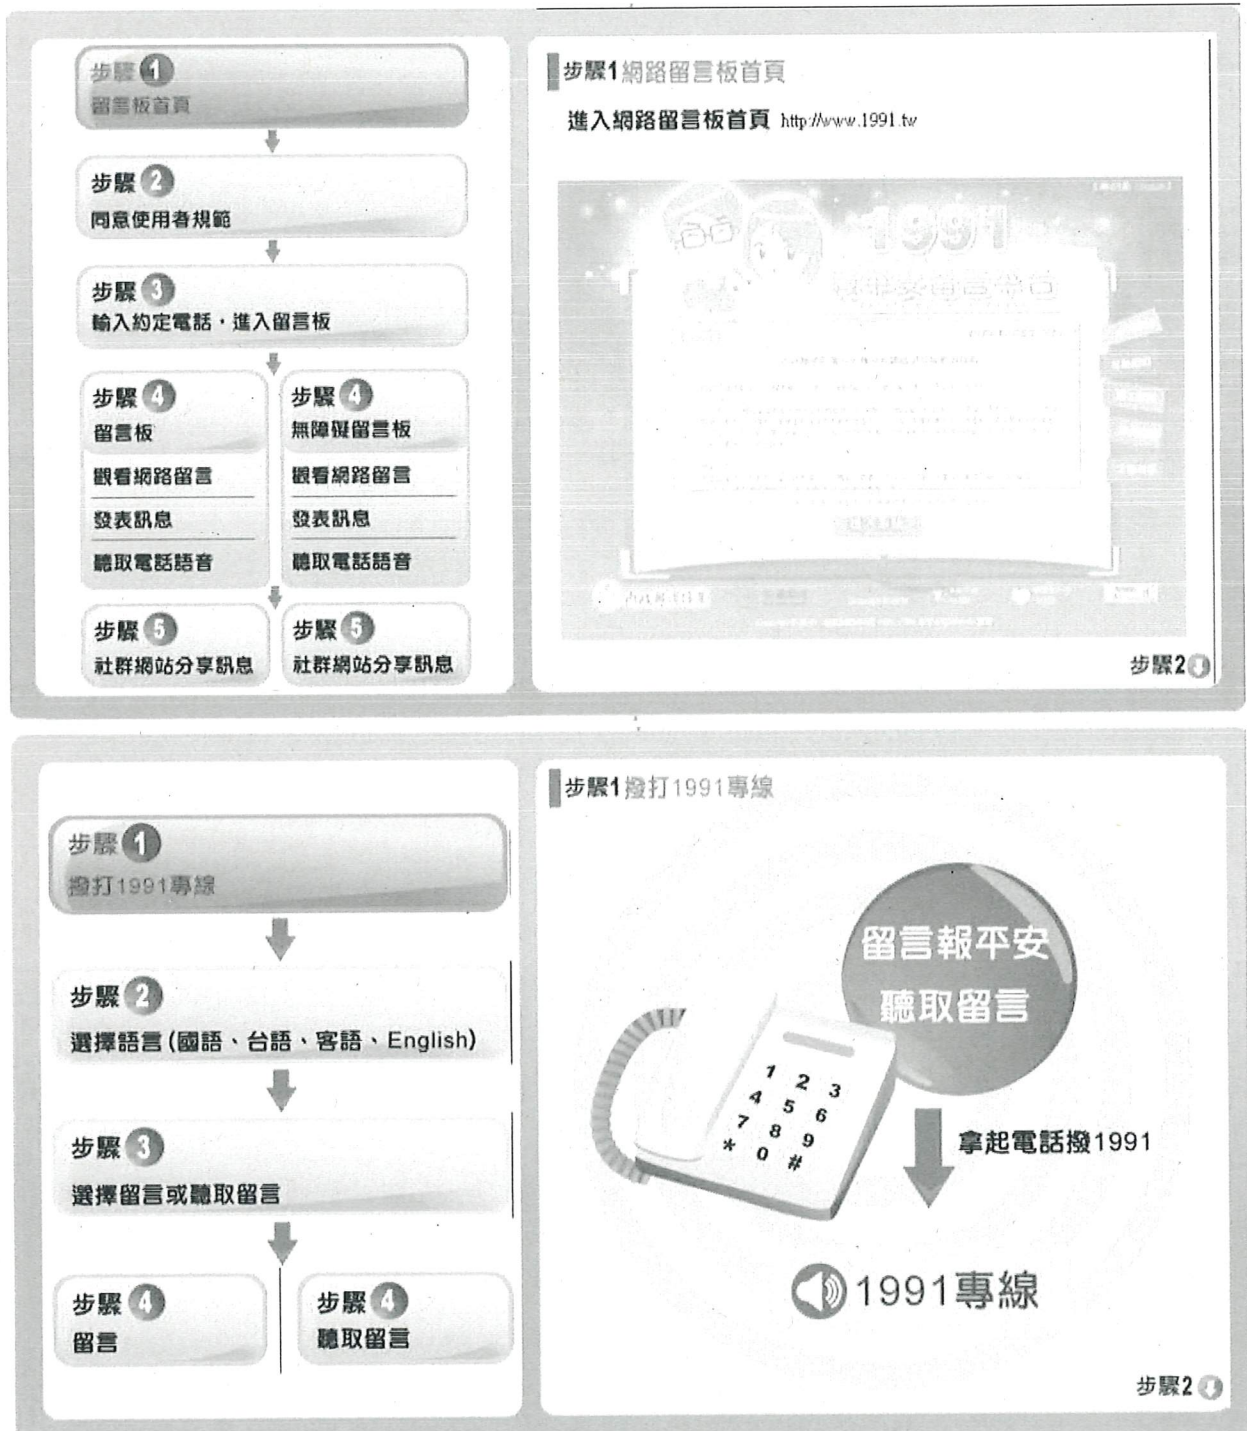 步驟1
留言板首頁
步驟2
同意使用者規範
步驟3
輸入約定電話，進入留言板
步驟4
留言板
觀看網路留言
發表訊息
聽取電話語音
步驟4
無障礙留言板
觀看網路留言
發表訊息
聽取電話語音
步驟5
社群網站分享訊息
步驟5
社群網站分享訊息
步驟1網路留言板首頁
進入網路留言板首頁 http://www.1991.tw
1991
步驟2
步驟1
撥打1991專線
步驟2
選擇語言(國語、台語、客語、English)
步驟3
選擇留言或聽取留言
步驟4
留言
步驟4
聽取留言
步驟1撥打1991專線
留言報平安
聽取留言
1 2 3
4 5 6
7 8 9
* 0 #
拿起電話撥1991
1991專線
步驟2